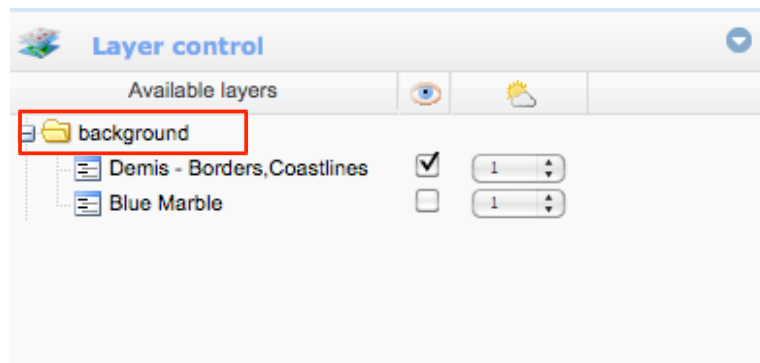 Layer control
Available layers
background
Demis - Borders,Coastlines 1
Blue Marble 1